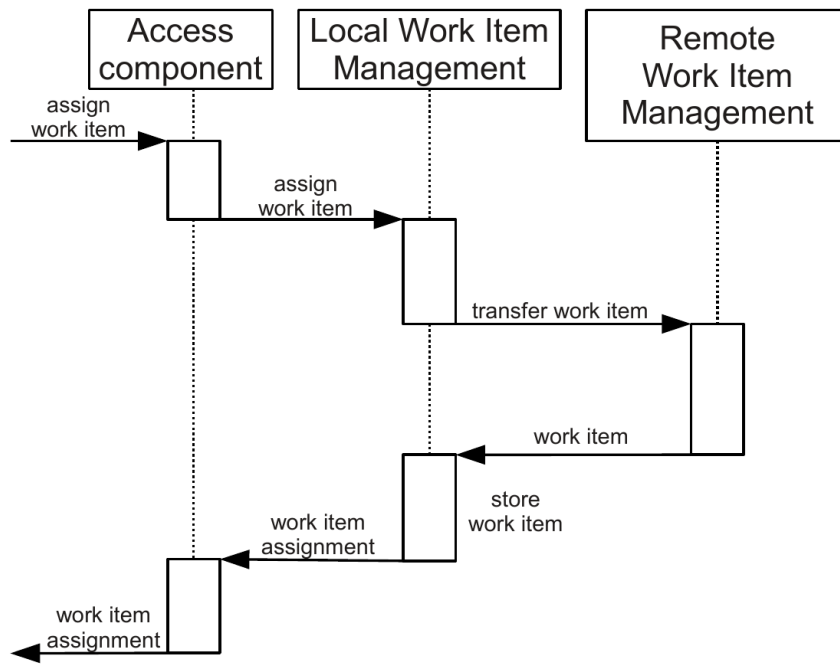 Access
component
Local Work Item
Management
Remote
Work Item
Management
assign
work item
assign
work item
transfer work item
work item
store
work item
work item
assignment
work item
assignment